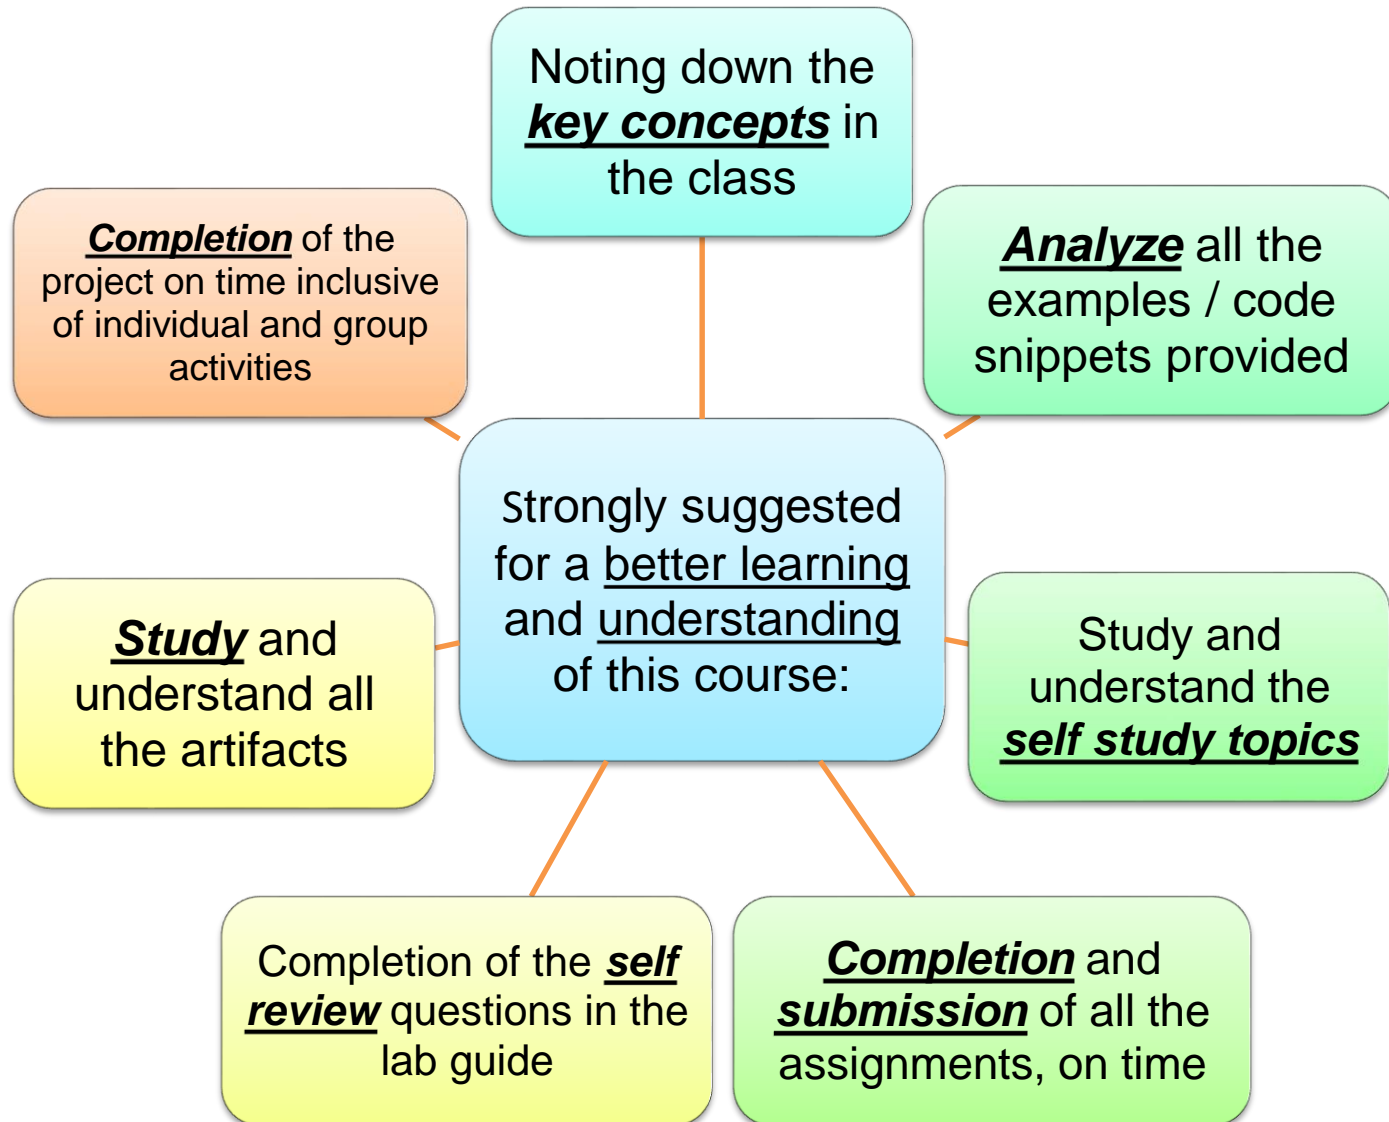 Noting down the
key concepts in
the class
Analyze all the
examples / code
snippets provided
Study and
understand the
self study topics
Completion and
submission of all the
assignments, on time
Completion of the self
review questions in the
lab guide
Study and
understand all
the artifacts
Completion of the
project on time inclusive
of individual and group
activities
Strongly suggested
for a better learning
and understanding
of this course: